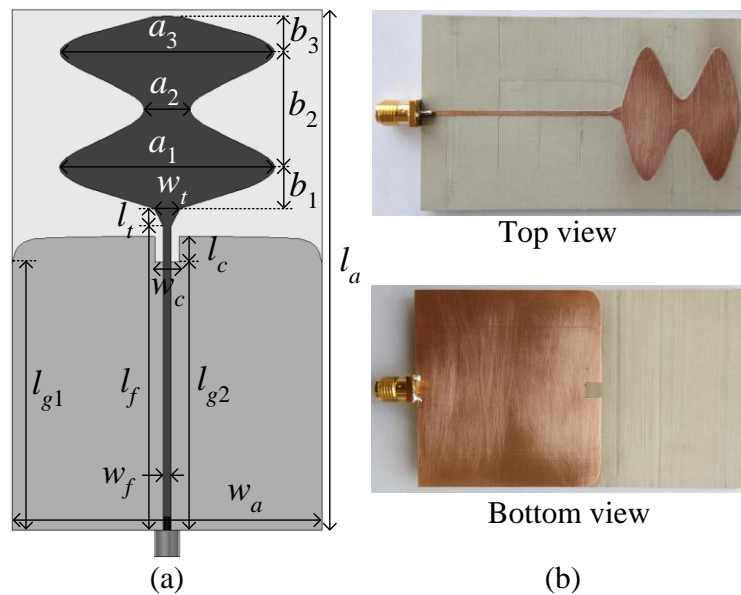 a3
b3
a2
b2
a1
wt
b1
lt
lc
wc
la
lg1
lf
lg2
wf
wa
(a)
Top view
Bottom view
(b)